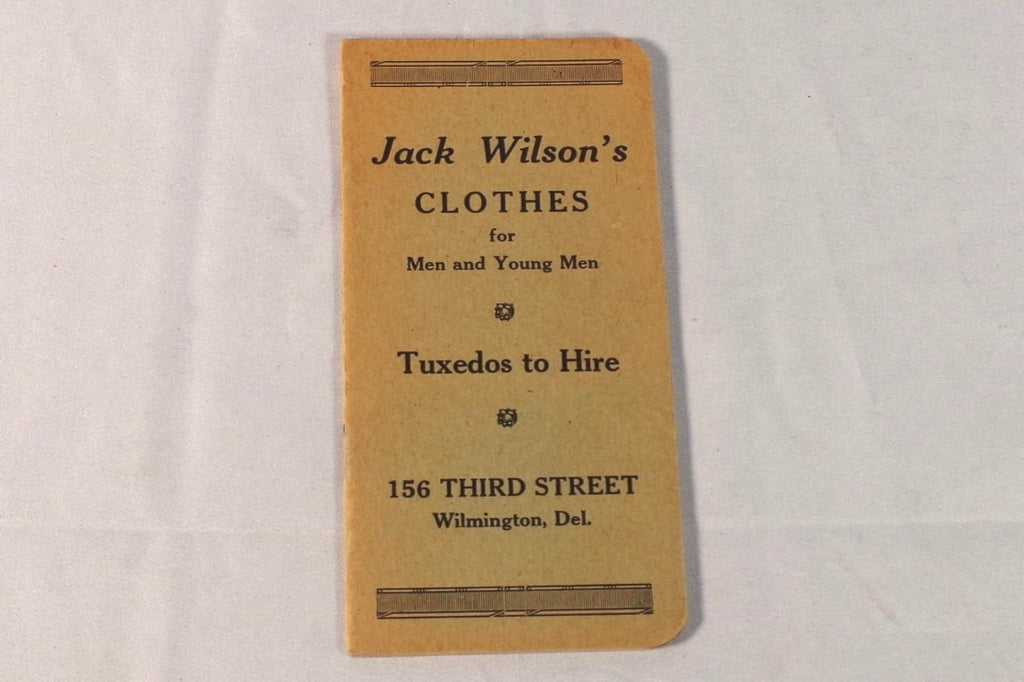 Jack Wilson's
CLOTHES
for
Men and Young Men
Tuxedos to Hire
156 THIRD STREET
Wilmington, Del.